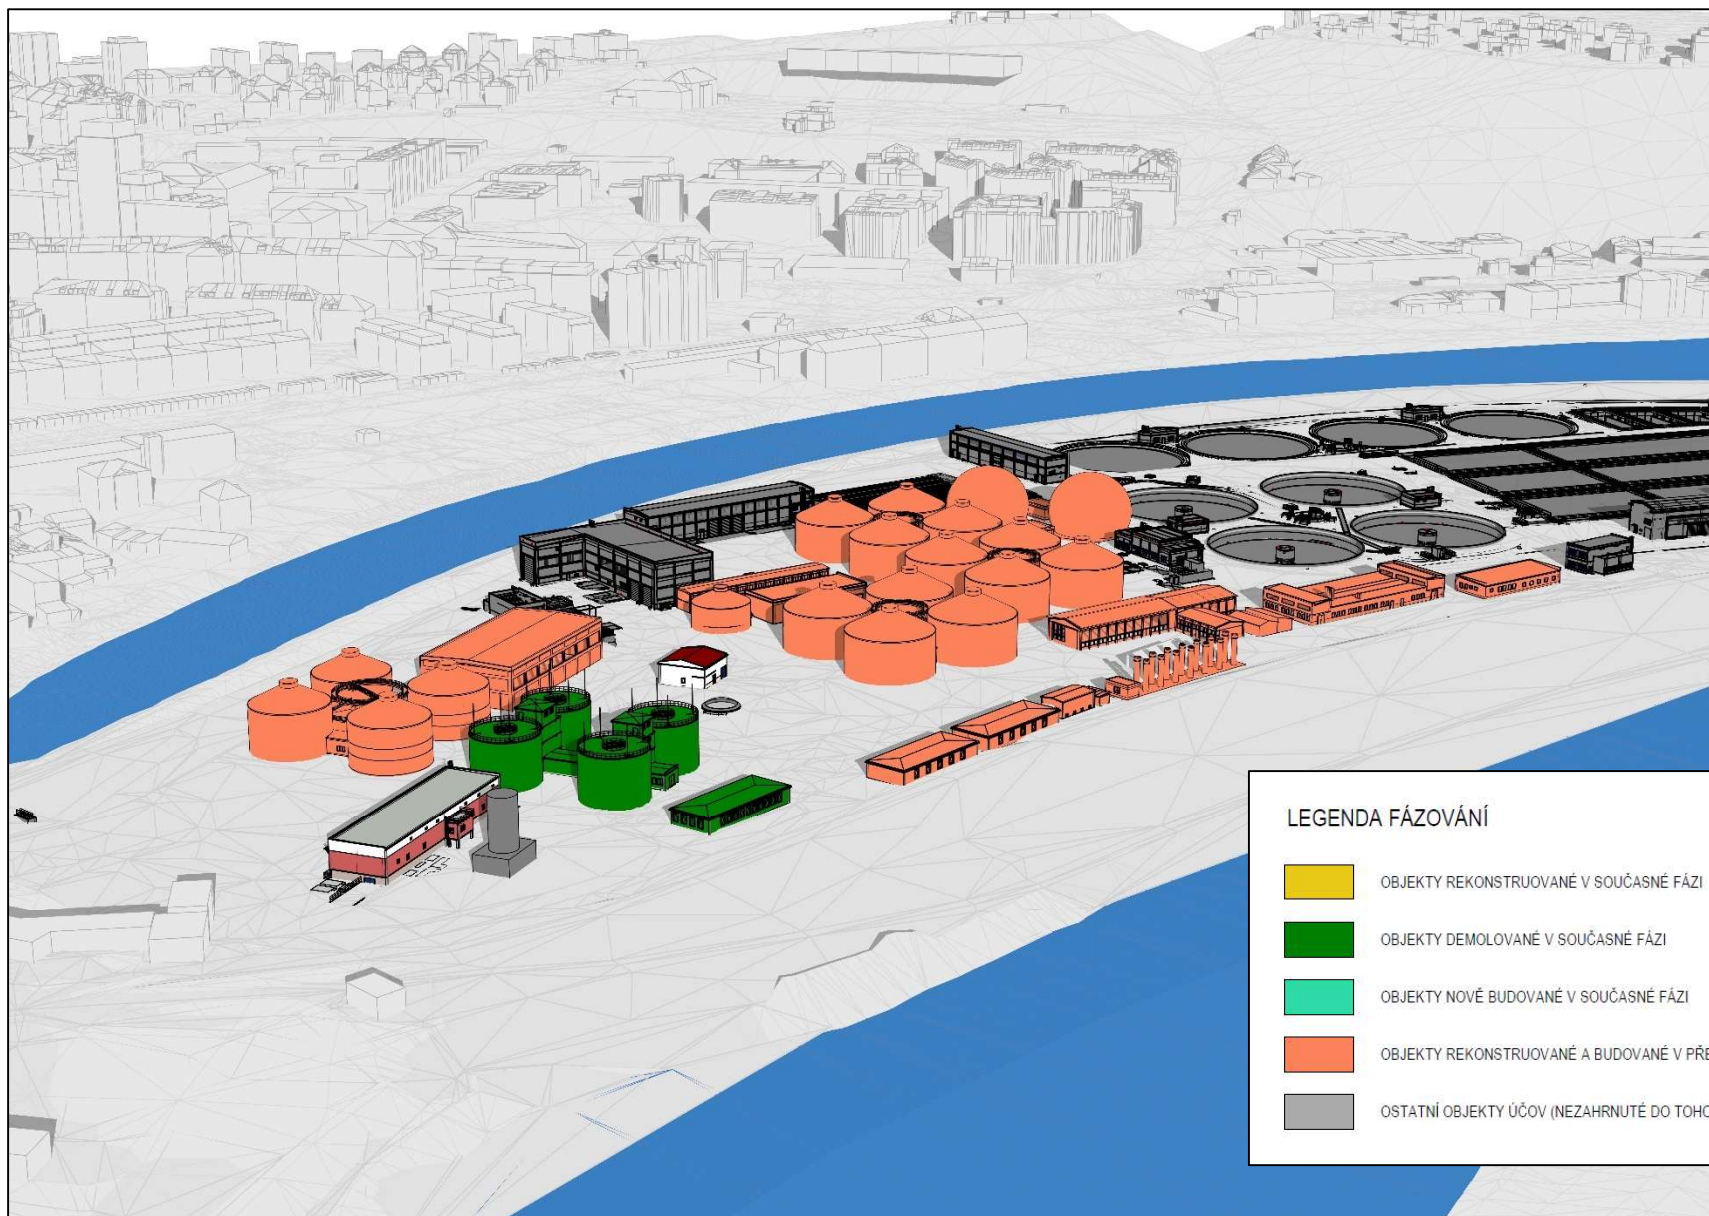 LEGENDA FÁZOVÁNÍ
OBJEKTY REKONSTRUOVANÉ V SOUČASNÉ FÁZI
OBJEKTY DEMOLOVANÉ V SOUČASNÉ FÁZI
OBJEKTY NOVĚ BUDOVANÉ V SOUČASNÉ FÁZI
OBJEKTY REKONSTRUOVANÉ A BUDOVANÉ V PŘE
OSTATNÍ OBJEKTY ÚČOV (NEZAHRNUTÉ DO TOHO